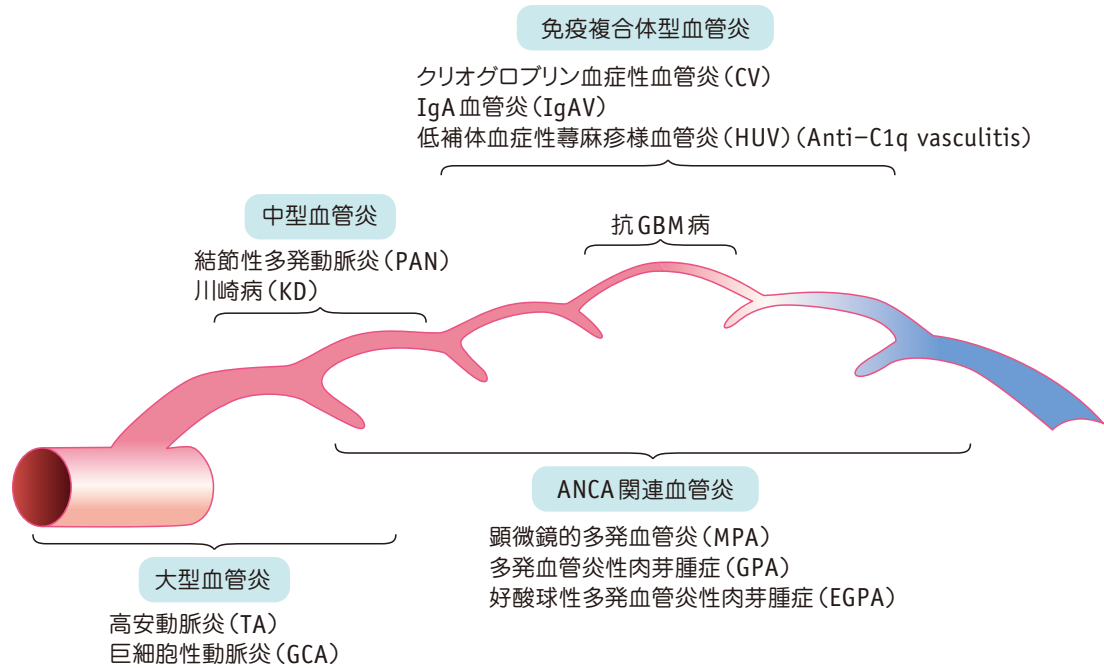 免疫複合体型血管炎
クリオグロブリン血症性血管炎(CV)
IgA血管炎(IgAV)
低補体血症性蕁麻疹様血管炎(HUV)(Anti−C1q vasculitis)
中型血管炎
結節性多発動脈炎(PAN)
川崎病(KD)
抗GBM病
ANCA関連血管炎
顕微鏡的多発血管炎(MPA)
多発血管炎性肉芽腫症(GPA)
好酸球性多発血管炎性肉芽腫症(EGPA)
大型血管炎
高安動脈炎(TA)
巨細胞性動脈炎(GCA)